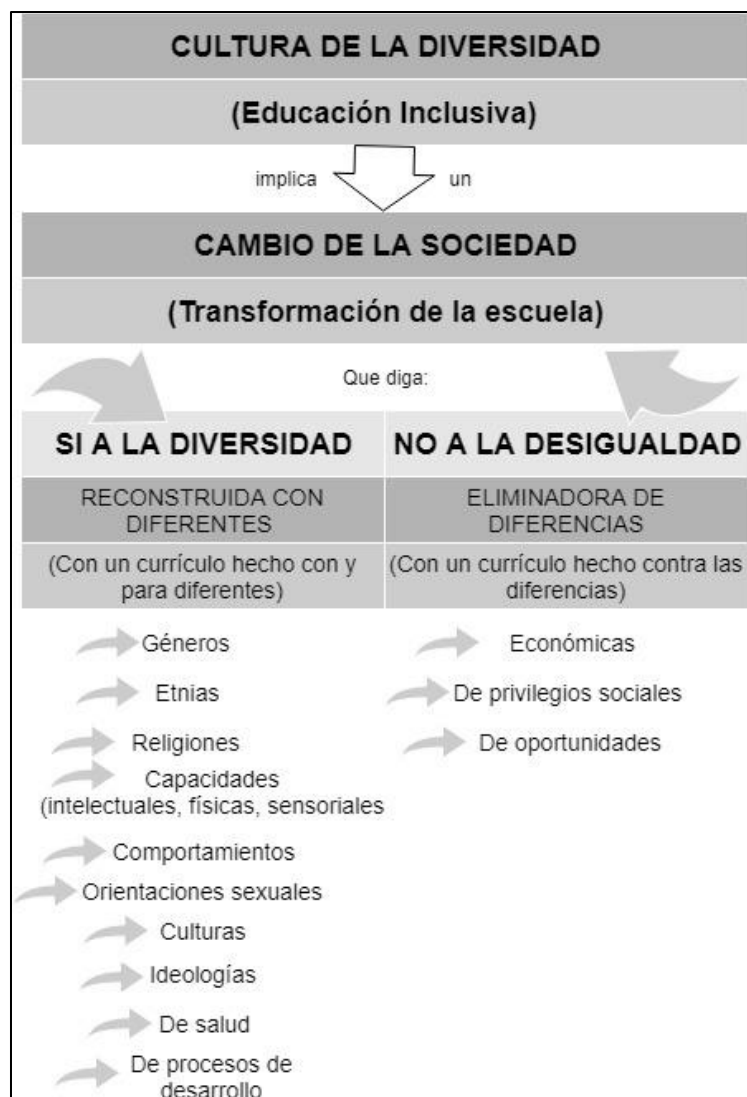 CULTURA DE LA DIVERSIDAD
(Educación Inclusiva)
implica un
CAMBIO DE LA SOCIEDAD
(Transformación de la escuela)
Que diga:
SI A LA DIVERSIDAD
RECONSTRUIDA CON
DIFERENTES
(Con un currículo hecho con y
para diferentes)
Géneros
Etnias
Religiones
Capacidades
(intelectuales, físicas, sensoriales
Comportamientos
Orientaciones sexuales
Culturas
Ideologías
De salud
De procesos de
desarrollo
NO A LA DESIGUALDAD
ELIMINADORA DE
DIFERENCIAS
(Con un currículo hecho contra las
diferencias)
Económicas
De privilegios sociales
De oportunidades